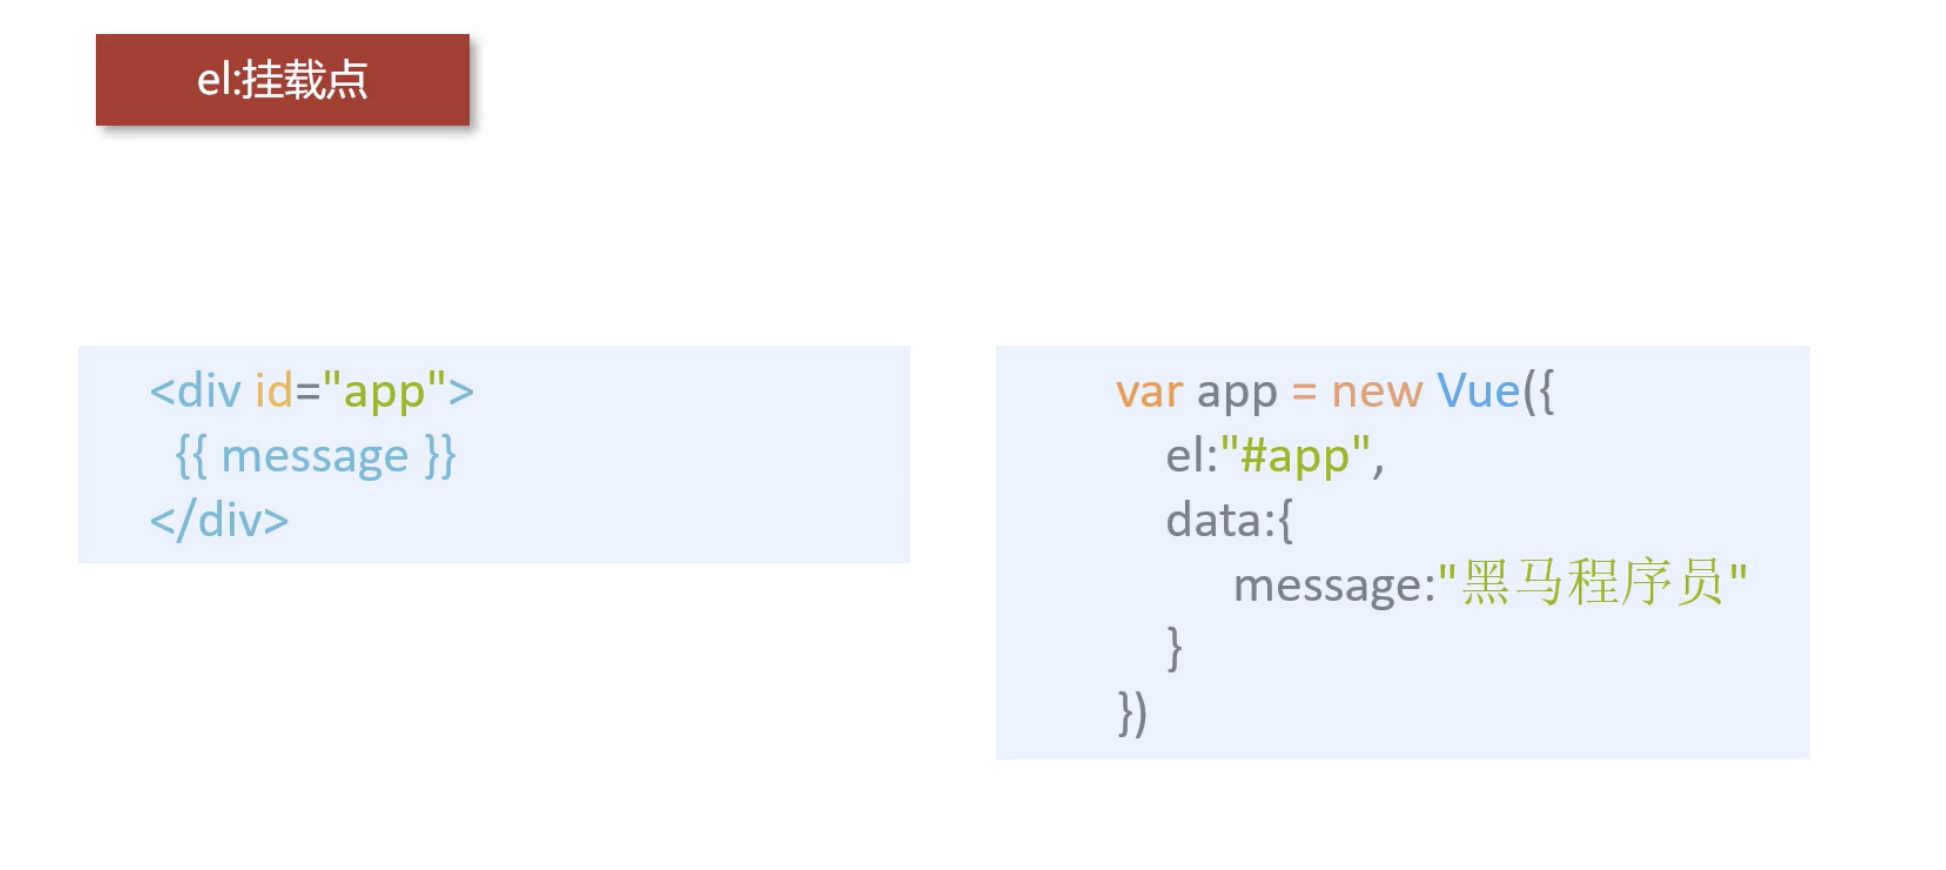 el:挂载点
<div id="app">
{{ message }}
</div>
var app = new Vue({
el:"#app",
data:{
message:"黑马程序员"
}
})